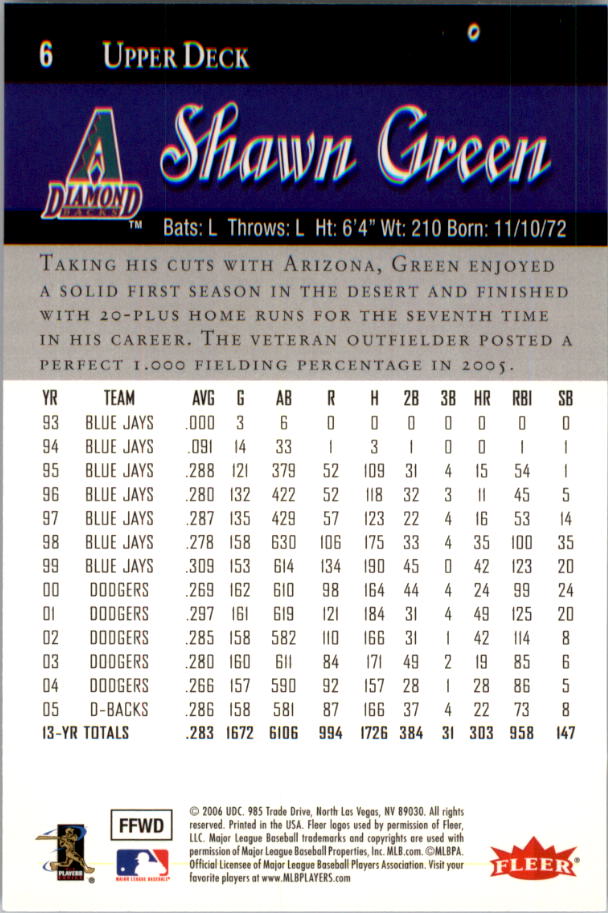 6 UPPER DECK
A
DIAMOND
BACKS
TM
Shawn Green
Bats: L Throws: L Ht: 6'4" Wt: 210 Born: 11/10/72
TAKING HIS CUTS WITH ARIZONA, GREEN ENJOYED
A SOLID FIRST SEASON IN THE DESERT AND FINISHED
WITH 20-PLUS HOME RUNS FOR THE SEVENTH TIME
IN HIS CAREER. THE VETERAN OUTFIELDER POSTED A
PERFECT 1.000 FIELDING PERCENTAGE IN 2005.
YR TEAM AVG G AB R H 2B 3B HR RBI SB
93 BLUE JAYS .000 3 6 0 0 0 0 0 0 0
94 BLUE JAYS .091 14 33 1 3 1 0 0 1 1
95 BLUE JAYS .288 121 379 52 109 31 4 15 54 1
96 BLUE JAYS .280 132 422 52 118 32 3 11 45 5
97 BLUE JAYS .287 135 429 57 123 22 4 16 53 14
98 BLUE JAYS .278 158 630 106 175 33 4 35 100 35
99 BLUE JAYS .309 153 614 134 190 45 0 42 123 20
00 DODGERS .269 162 610 98 164 44 4 24 99 24
01 DODGERS .297 161 619 121 184 31 4 49 125 20
02 DODGERS .285 158 582 110 166 31 1 42 114 8
03 DODGERS .280 160 611 84 171 49 2 19 85 6
04 DODGERS .266 157 590 92 157 28 1 28 86 5
05 D-BACKS .286 158 581 87 166 37 4 22 73 8
13-YR TOTALS .283 1672 6106 994 1726 384 31 303 958 147
FFWD
© 2006 UDC. 985 Trade Drive, North Las Vegas, NV 89030. All rights
reserved. Printed in the USA. Fleer logos used by permission of Fleer,
LLC. Major League Baseball trademarks and copyrights are used with
permission of Major League Baseball Properties, Inc. MLB.com. ©MLBPA.
Official Licensee of Major League Baseball Players Association. Visit your
favorite players at www.MLBPLAYERS.com
PLAYERS
®
MAJOR LEAGUE BASEBALL
FLEER®